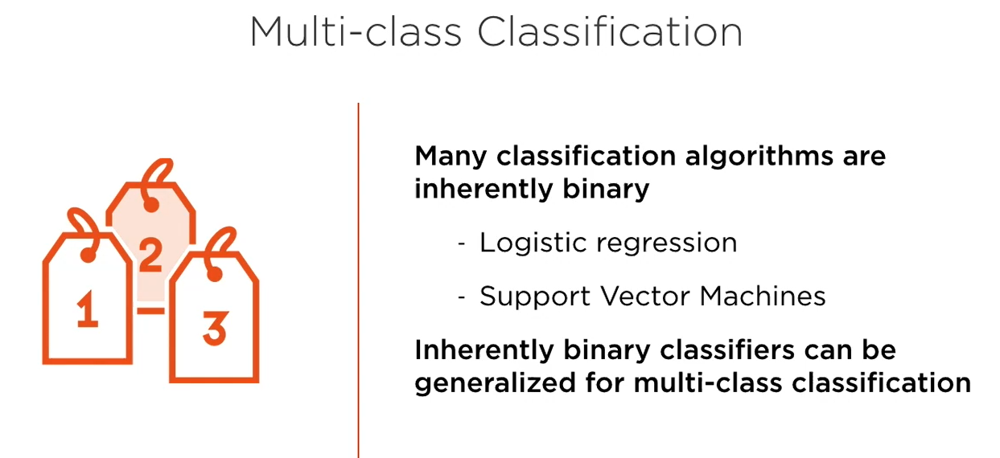 Multi-class Classification
1
2
3
Many classification algorithms are
inherently binary
- Logistic regression
- Support Vector Machines
Inherently binary classifiers can be
generalized for multi-class classification